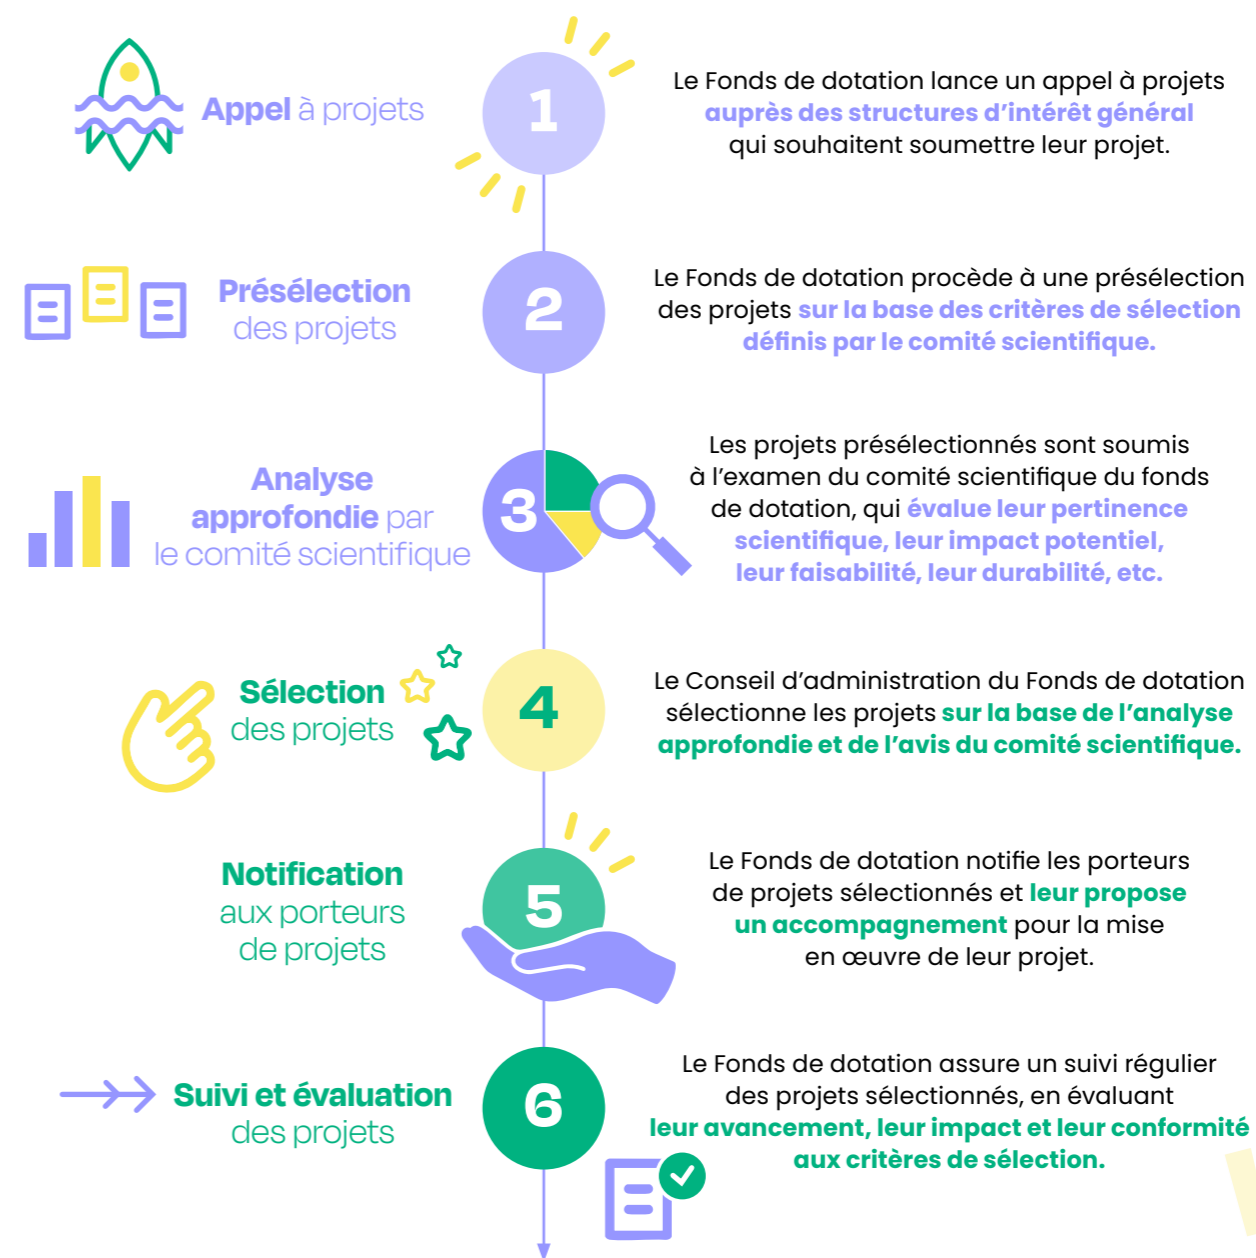 Appel à projets
1
Le Fonds de dotation lance un appel à projets
auprès des structures d’intérêt général
qui souhaitent soumettre leur projet.
Présélection
des projets
2
Le Fonds de dotation procède à une présélection
des projets sur la base des critères de sélection
définis par le comité scientifique.
Analyse
approfondie par
le comité scientifique
3
Les projets présélectionnés sont soumis
à l’examen du comité scientifique du fonds
de dotation, qui évalue leur pertinence
scientifique, leur impact potentiel,
leur faisabilité, leur durabilité, etc.
Sélection
des projets
4
Le Conseil d’administration du Fonds de dotation
sélectionne les projets sur la base de l’analyse
approfondie et de l’avis du comité scientifique.
Notification
aux porteurs
de projets
5
Le Fonds de dotation notifie les porteurs
de projets sélectionnés et leur propose
un accompagnement pour la mise
en œuvre de leur projet.
Suivi et évaluation
des projets
6
Le Fonds de dotation assure un suivi régulier
des projets sélectionnés, en évaluant
leur avancement, leur impact et leur conformité
aux critères de sélection.